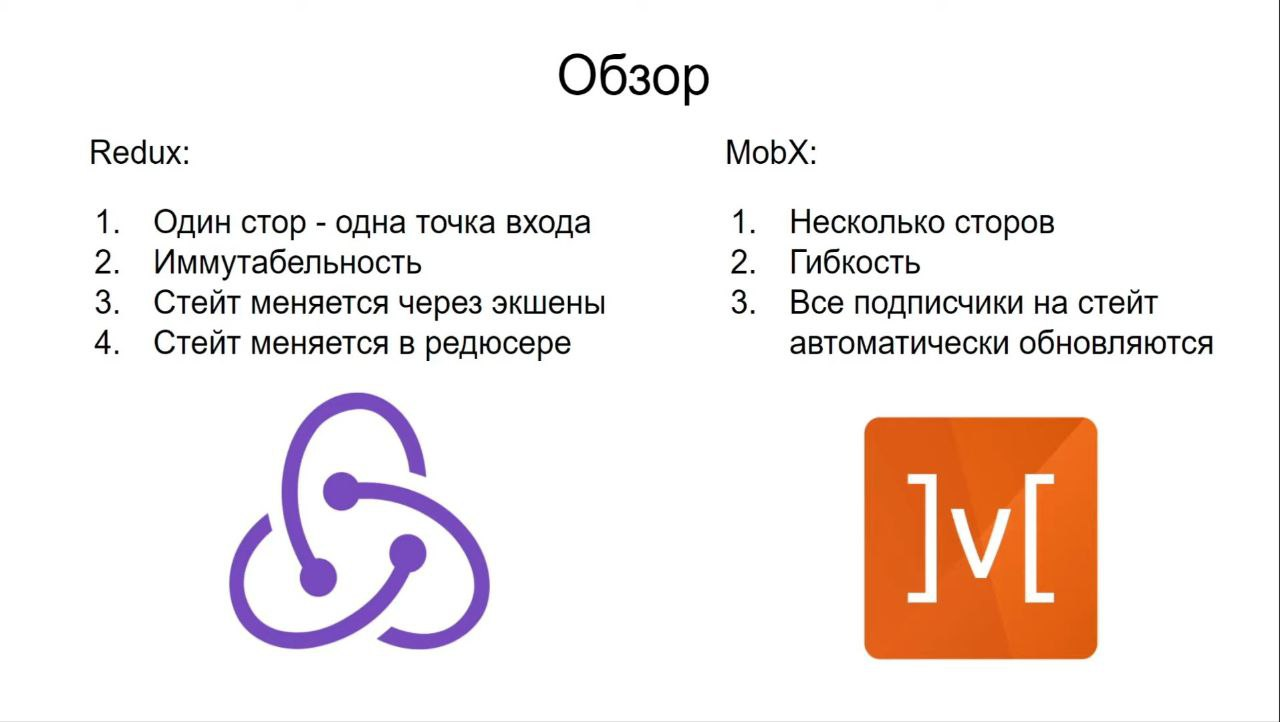 Обзор
Redux:
1. Один стор - одна точка входа
2. Иммутабельность
3. Стейт меняется через экшены
4. Стейт меняется в редюсере
MobX:
1. Несколько сторов
2. Гибкость
3. Все подписчики на стейт
автоматически обновляются
]v[